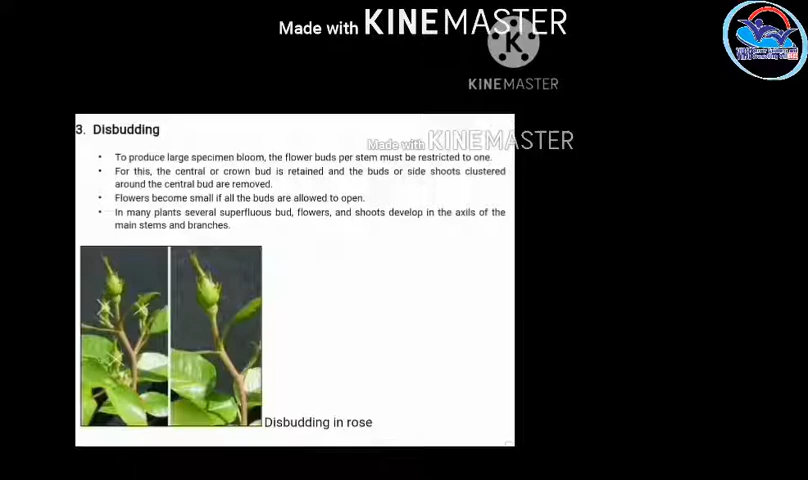 Made with KINEMASTER
K
KINEMASTER
3. Disbudding
Made with KINEMASTER
• To produce large specimen bloom, the flower buds per stem must be restricted to one.
• For this, the central or crown bud is retained and the buds or side shoots clustered
around the central bud are removed.
• Flowers become small if all the buds are allowed to open.
• In many plants several superfluous bud, flowers, and shoots develop in the axils of the
main stems and branches.
Disbudding in rose